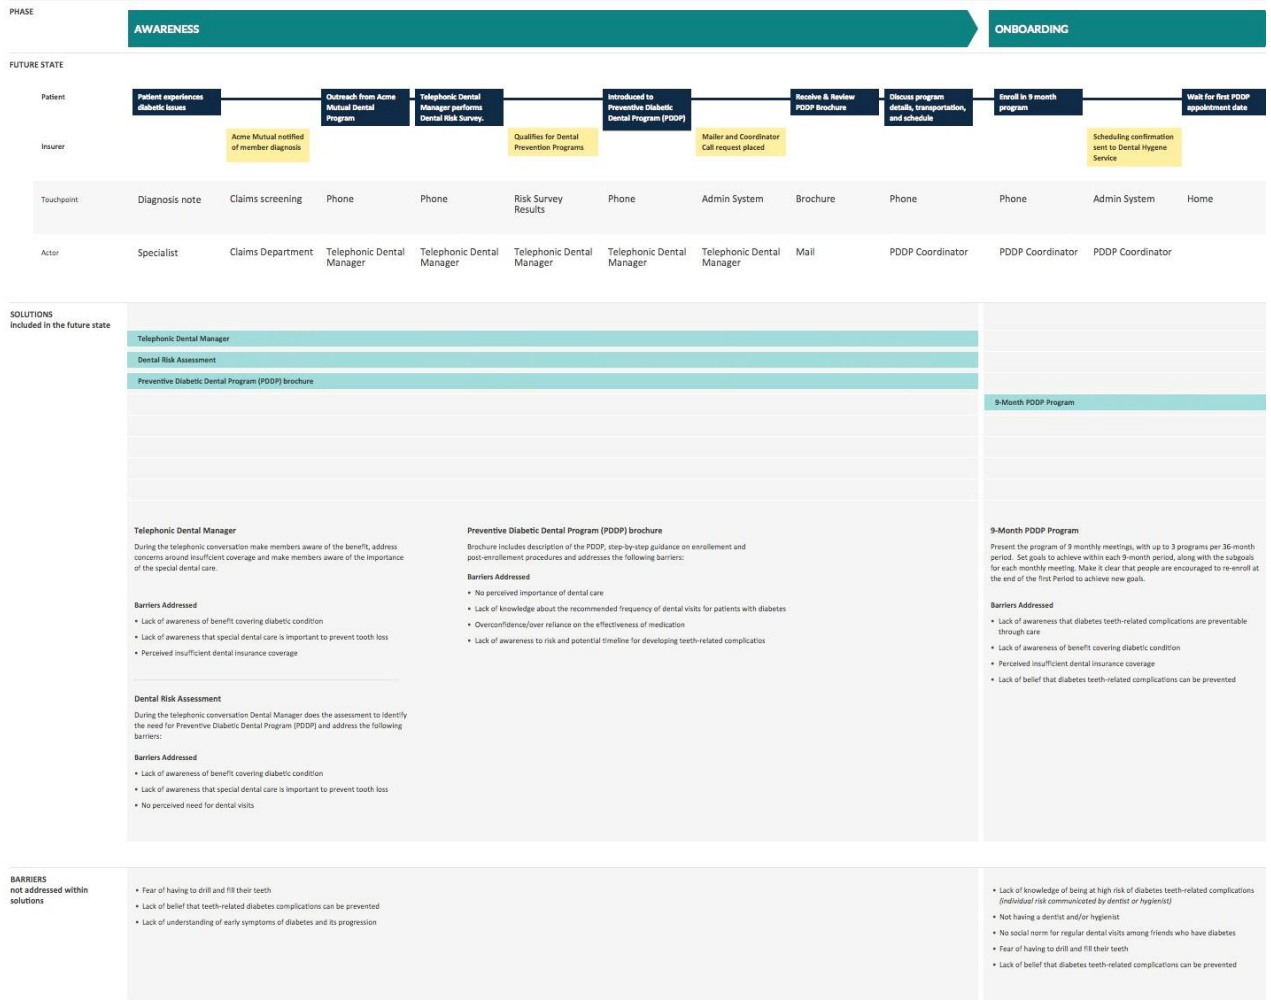 PHASE
AWARENESS
ONBOARDING
FUTURE STATE
Patient
Patient experiences
diabetic issues
Outreach from Acme
Mutual Dental
Program
Telephonic Dental
Manager performs
Dental Risk Survey.
Introduced to
Preventive Diabetic
Dental Program (PDDP)
Receive & Review
PDDP Brochure
Discuss program
details, transportation,
and schedule
Enroll in 9 month
program
Wait for first PDDP
appointment date
Insurer
Acme Mutual notified
of member diagnosis
Qualifies for Dental
Prevention Programs
Mailer and Coordinator
Call request placed
Scheduling confirmation
sent to Dental Hygene
Service
Touchpoint
Diagnosis note
Claims screening
Phone
Phone
Risk Survey
Results
Phone
Admin System
Brochure
Phone
Phone
Admin System
Home
Actor
Specialist
Claims Department
Telephonic Dental
Manager
Telephonic Dental
Manager
Telephonic Dental
Manager
Telephonic Dental
Manager
Telephonic Dental
Manager
Mail
PDDP Coordinator
PDDP Coordinator
PDDP Coordinator
SOLUTIONS
included in the future state
Telephonic Dental Manager
Dental Risk Assessment
Preventive Diabetic Dental Program (PDDP) brochure
9-Month PDDP Program
Telephonic Dental Manager
During the telephonic conversation make members aware of the benefit, address
concerns around insufficient coverage and make members aware of the importance
of the special dental care.
Barriers Addressed
• Lack of awareness of benefit covering diabetic condition
• Lack of awareness that special dental care is important to prevent tooth loss
• Perceived insufficient dental insurance coverage
Dental Risk Assessment
During the telephonic conversation Dental Manager does the assessment to identify
the need for Preventive Diabetic Dental Program (PDDP) and address the following
barriers:
Barriers Addressed
• Lack of awareness of benefit covering diabetic condition
• Lack of awareness that special dental care is important to prevent tooth loss
• No perceived need for dental visits
Preventive Diabetic Dental Program (PDDP) brochure
Brochure includes description of the PDDP, step-by-step guidance on enrollement and
post-enrollement procedures and addresses the following barriers:
Barriers Addressed
• No perceived importance of dental care
• Lack of knowledge about the recommended frequency of dental visits for patients with diabetes
• Overconfidence/over reliance on the effectiveness of medication
• Lack of awareness to risk and potential timeline for developing teeth-related complicatios
9-Month PDDP Program
Present the program of 9 monthly meetings, with up to 3 programs per 36-month
period. Set goals to achieve within each 9-month period, along with the subgoals
for each monthly meeting. Make it clear that people are encouraged to re-enroll at
the end of the first Period to achieve new goals.
Barriers Addressed
• Lack of awareness that diabetes teeth-related complications are preventable
through care
• Lack of awareness of benefit covering diabetic condition
• Perceived insufficient dental insurance coverage
• Lack of belief that diabetes teeth-related complications can be prevented
BARRIERS
not addressed within
solutions
• Fear of having to drill and fill their teeth
• Lack of belief that teeth-related diabetes complications can be prevented
• Lack of understanding of early symptoms of diabetes and its progression
• Lack of knowledge of being at high risk of diabetes teeth-related complications
(individual risk communicated by dentist or hygienist)
• Not having a dentist and/or hygienist
• No social norm for regular dental visits among friends who have diabetes
• Fear of having to drill and fill their teeth
• Lack of belief that diabetes teeth-related complications can be prevented